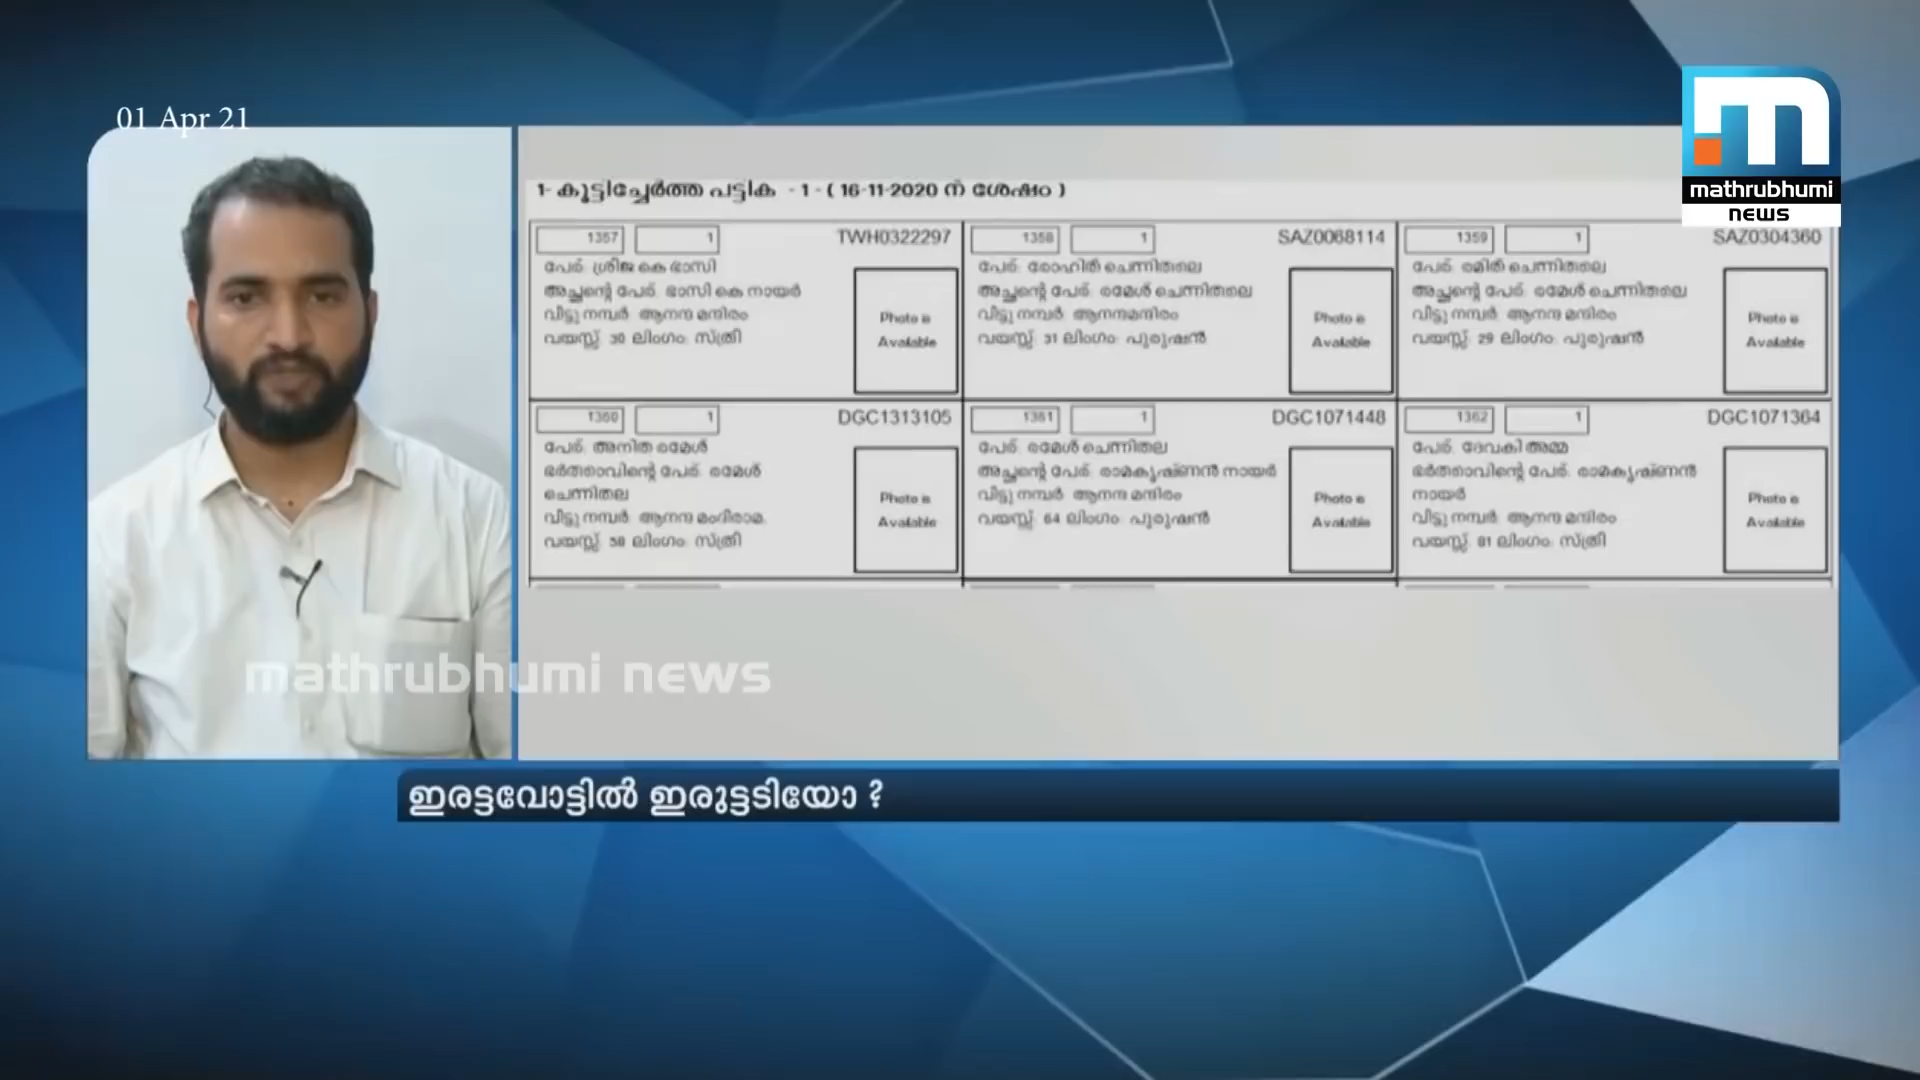 01 Apr 21
mathrubhumi
news
1- കൂട്ടിച്ചേർത്ത പട്ടിക - 1 - ( 16-11-2020 ന് ശേഷം )
1357 1 TWH0322297
പേര്: ശ്രീജ കെ ഭാസി
അച്ഛന്റെ പേര്: ഭാസി കെ നായർ
വീട്ടു നമ്പർ: ആനന്ദ മന്ദിരം
വയസ്സ്: 30 ലിംഗം: സ്ത്രീ
Photo is
Available
1358 1 SAZ0068114
പേര്: രോഹിത് ചെന്നിതലെ
അച്ഛന്റെ പേര്: രമേശ് ചെന്നിതലെ
വീട്ടു നമ്പർ: ആനന്ദമന്ദിരം
വയസ്സ്: 31 ലിംഗം: പുരുഷൻ
Photo is
Available
1359 1 SAZ0304360
പേര്: രമിത് ചെന്നിതലെ
അച്ഛന്റെ പേര്: രമേശ് ചെന്നിതലെ
വീട്ടു നമ്പർ: ആനന്ദ മന്ദിരം
വയസ്സ്: 29 ലിംഗം: പുരുഷൻ
Photo is
Available
1360 1 DGC1313105
പേര്: അനിത രമേശ്
ഭർത്താവിന്റെ പേര്: രമേശ്
ചെന്നിതല
വീട്ടു നമ്പർ: ആനന്ദ
വയസ്സ്: 58 ലിംഗം: സ്ത്രീ
Photo is
Available
1361 1 DGC1071448
പേര്: രമേശ് ചെന്നിതല
അച്ഛന്റെ പേര്: രാമകൃഷ്ണൻ നായർ
വീട്ടു നമ്പർ: ആനന്ദ മന്ദിരം
വയസ്സ്: 64 ലിംഗം: പുരുഷൻ
Photo is
Available
1362 1 DGC1071364
പേര്: ദേവകി അമ്മ
ഭർത്താവിന്റെ പേര്: രാമകൃഷ്ണൻ
നായർ
വീട്ടു നമ്പർ: ആനന്ദ മന്ദിരം
വയസ്സ്: 81 ലിംഗം: സ്ത്രീ
Photo is
Available
mathrubhumi news
ഇരട്ടവോട്ടിൽ ഇരുട്ടടിയോ ?